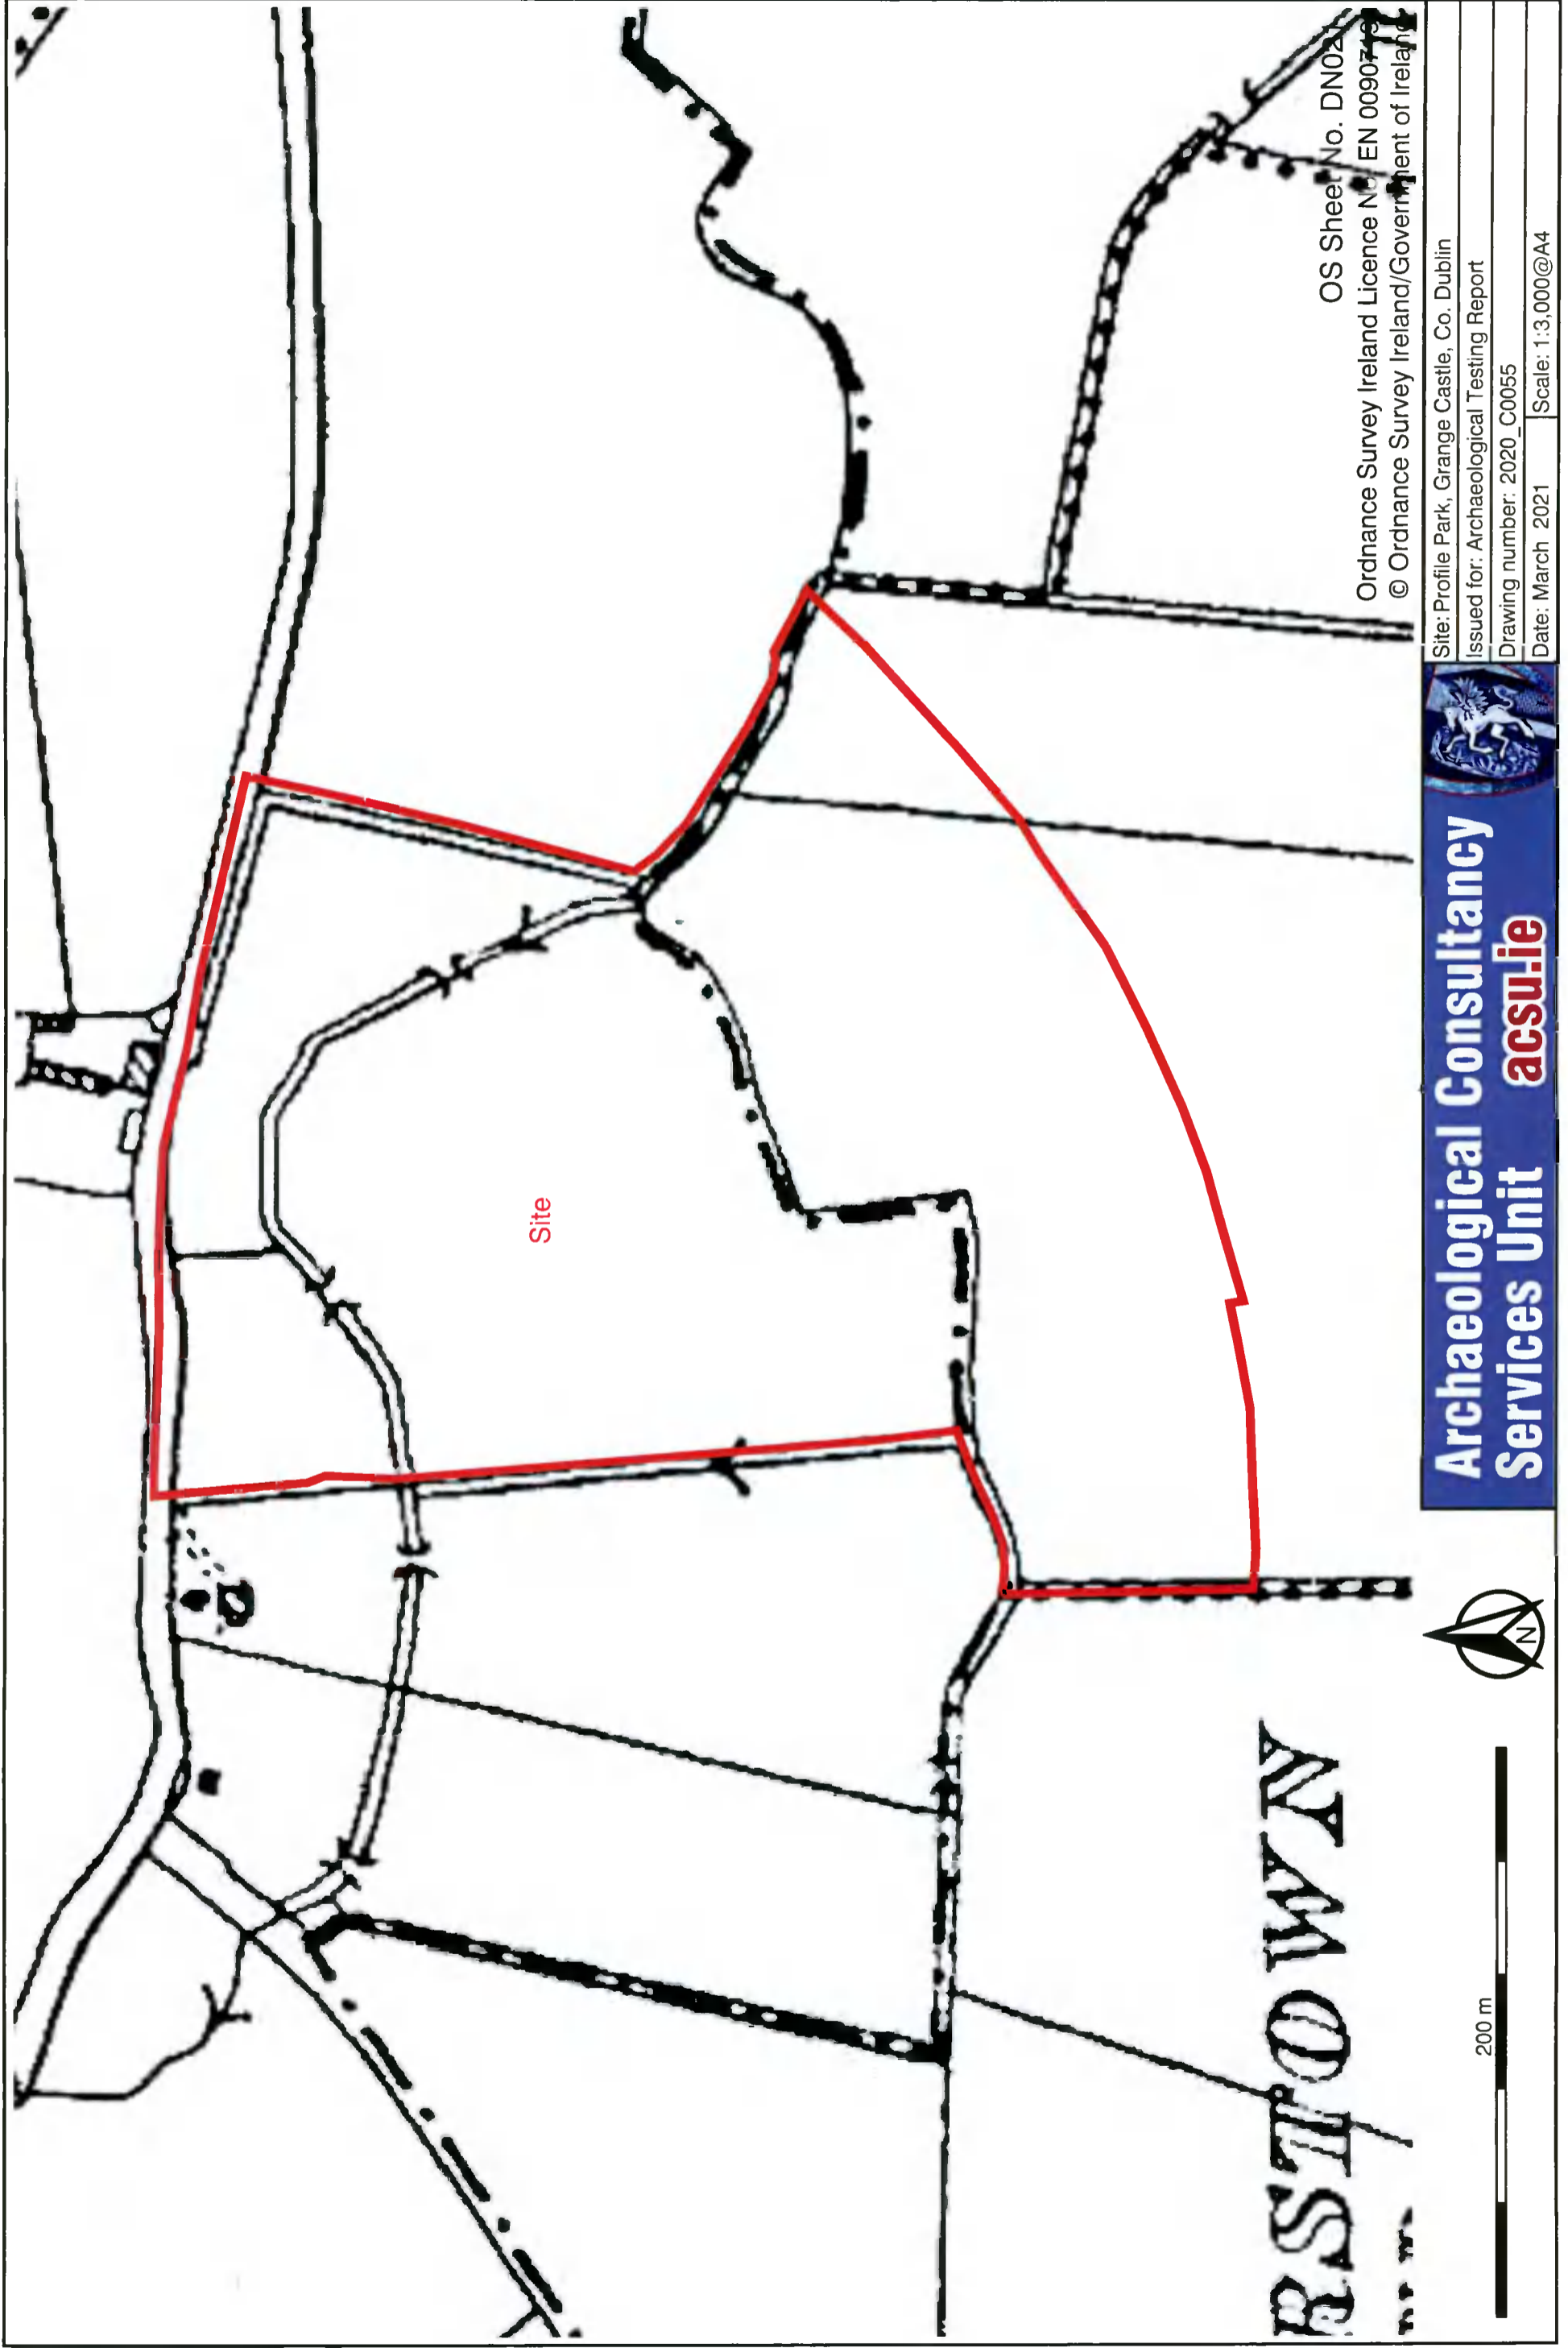 Site
RSTOWN
OS Sheet No. DN02
Ordnance Survey Ireland Licence No EN 0090719
© Ordnance Survey Ireland/Government of Ireland
200 m
N
Archaeological Consultancy
Services Unit acsu.ie
Site: Profile Park, Grange Castle, Co. Dublin
Issued for: Archaeological Testing Report
Drawing number: 2020_C0055
Date: March 2021
Scale: 1:3,000@A4